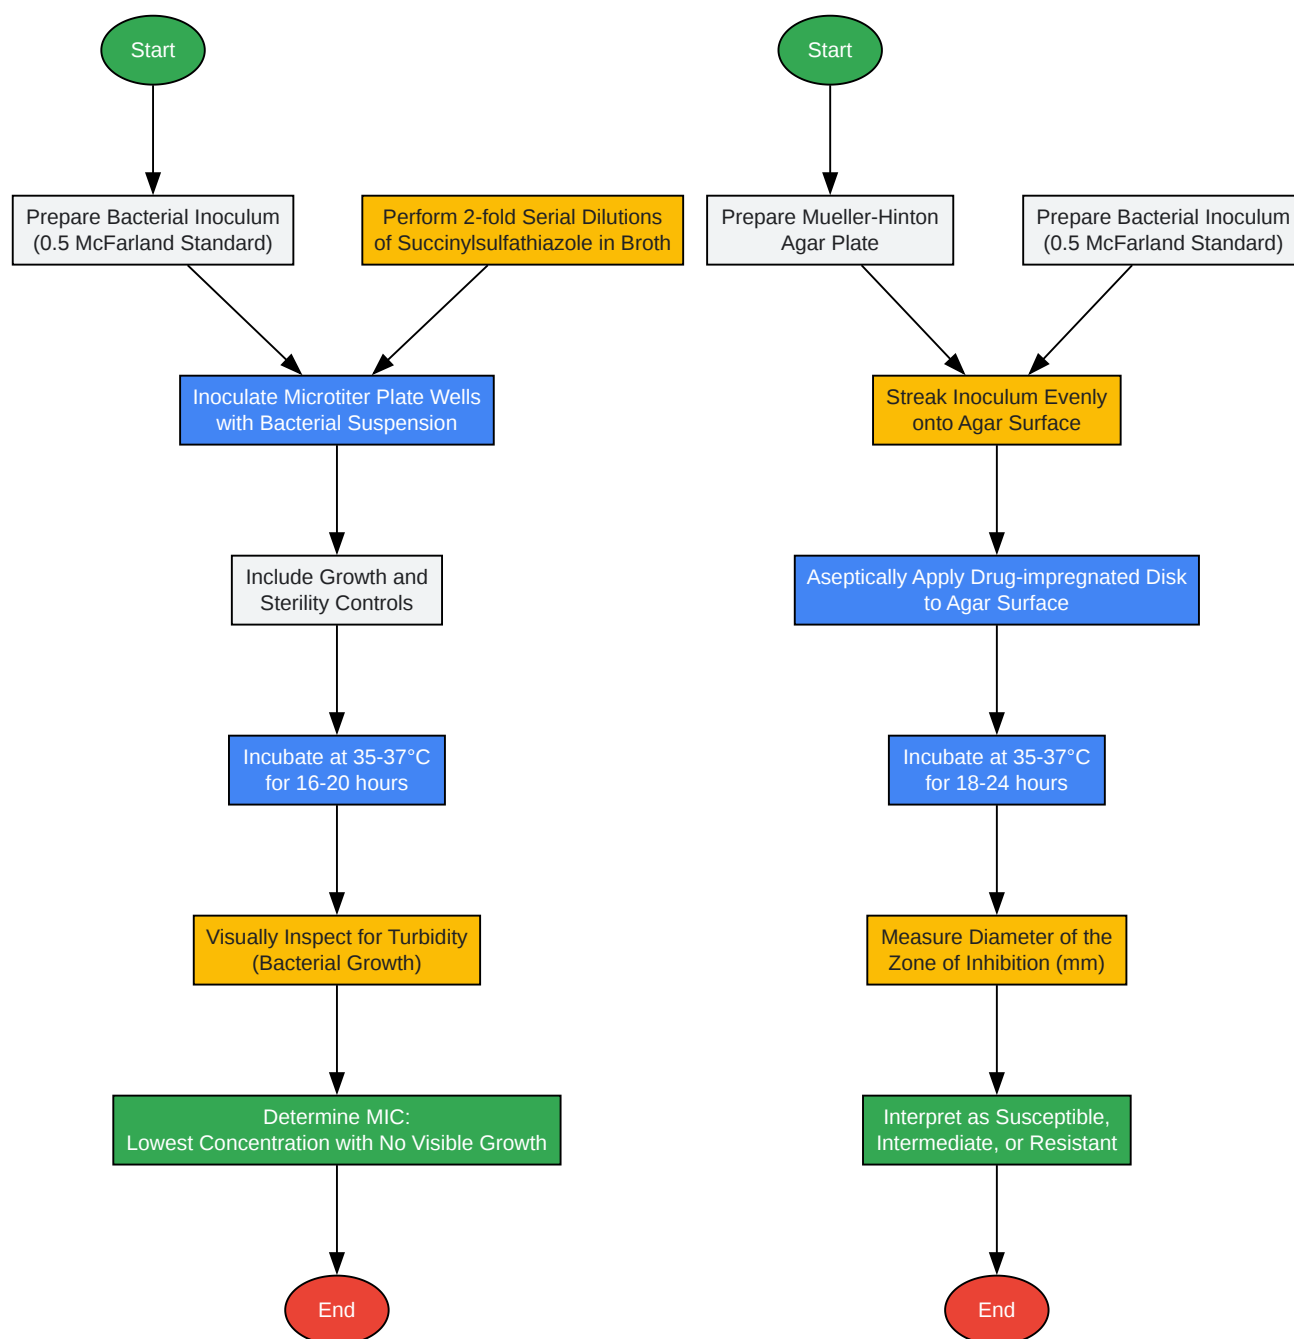 Start
Prepare Bacterial Inoculum
(0.5 McFarland Standard)
Perform 2-fold Serial Dilutions
of Succinylsulfathiazole in Broth
Inoculate Microtiter Plate Wells
with Bacterial Suspension
Include Growth and
Sterility Controls
Incubate at 35-37°C
for 16-20 hours
Visually Inspect for Turbidity
(Bacterial Growth)
Determine MIC:
Lowest Concentration with No Visible Growth
End
Start
Prepare Mueller-Hinton
Agar Plate
Prepare Bacterial Inoculum
(0.5 McFarland Standard)
Streak Inoculum Evenly
onto Agar Surface
Aseptically Apply Drug-impregnated Disk
to Agar Surface
Incubate at 35-37°C
for 18-24 hours
Measure Diameter of the
Zone of Inhibition (mm)
Interpret as Susceptible,
Intermediate, or Resistant
End